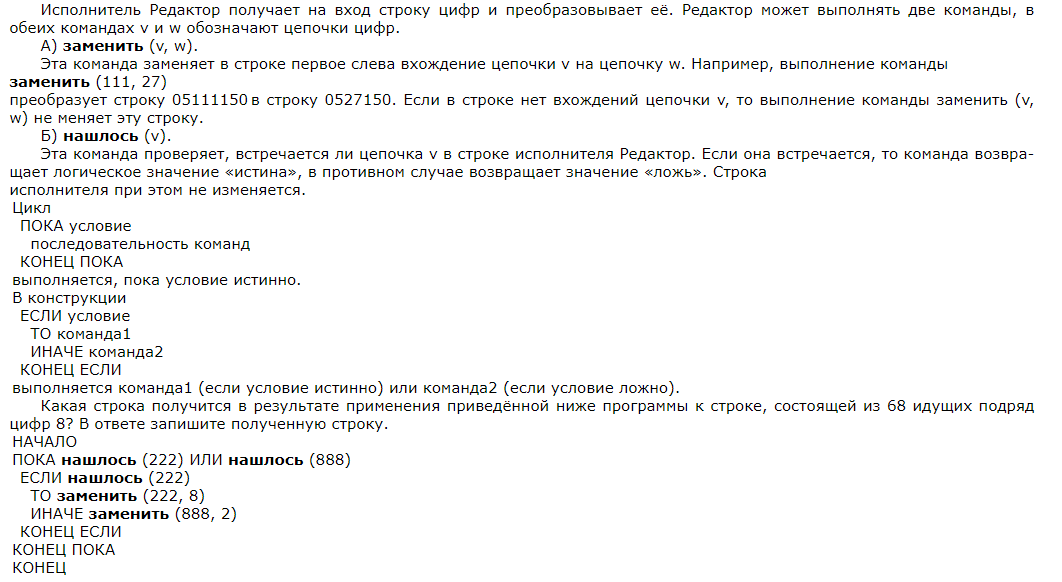 Исполнитель Редактор получает на вход строку цифр и преобразовывает её. Редактор может выполнять две команды, в
обеих командах v и w обозначают цепочки цифр.
А) заменить (v, w).
Эта команда заменяет в строке первое слева вхождение цепочки v на цепочку w. Например, выполнение команды
заменить (111, 27)
преобразует строку 05111150 в строку 0527150. Если в строке нет вхождений цепочки v, то выполнение команды заменить (v,
w) не меняет эту строку.
Б) нашлось (v).
Эта команда проверяет, встречается ли цепочка v в строке исполнителя Редактор. Если она встречается, то команда возвра-
щает логическое значение «истина», в противном случае возвращает значение «ложь». Строка
исполнителя при этом не изменяется.
Цикл
ПОКА условие
последовательность команд
КОНЕЦ ПОКА
выполняется, пока условие истинно.
В конструкции
ЕСЛИ условие
ТО команда1
ИНАЧЕ команда2
КОНЕЦ ЕСЛИ
выполняется команда1 (если условие истинно) или команда2 (если условие ложно).
Какая строка получится в результате применения приведённой ниже программы к строке, состоящей из 68 идущих подряд
цифр 8? В ответе запишите полученную строку.
НАЧАЛО
ПОКА нашлось (222) ИЛИ нашлось (888)
ЕСЛИ нашлось (222)
ТО заменить (222, 8)
ИНАЧЕ заменить (888, 2)
КОНЕЦ ЕСЛИ
КОНЕЦ ПОКА
КОНЕЦ